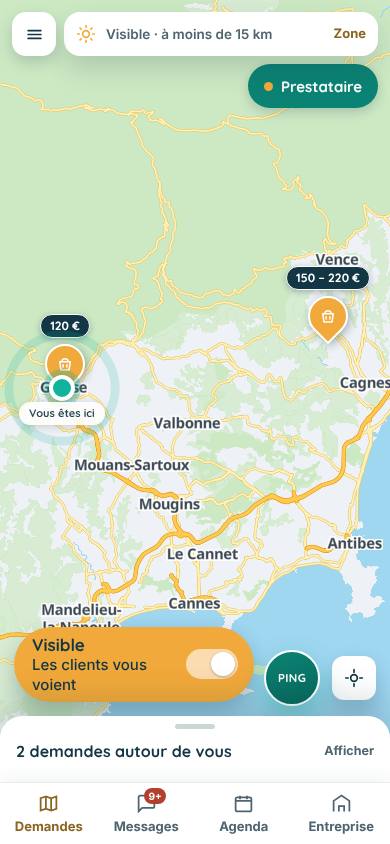 Visible · à moins de 15 km
Zone
Prestataire
Vence
150 – 220 €
120 €
Cagnes
Vous êtes ici
Valbonne
Mouans-Sartoux
Mougins
Antibes
Le Cannet
Cannes
Mandelieu-
la-Napoule
Visible
Les clients vous
voient
PING
2 demandes autour de vous
Afficher
9+
Demandes
Messages
Agenda
Entreprise